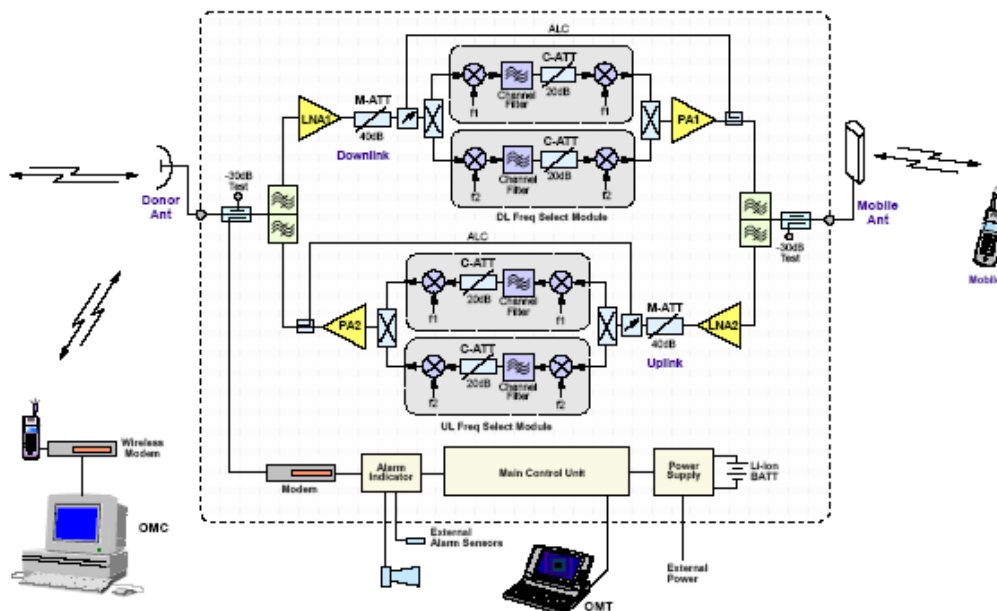 ALC
C-ATT
M-ATT
LNA1
20dB
Channel
Filter
f1
f1
PA1
40dB
Downlink
C-ATT
20dB
Channel
Filter
f2
f2
DL Freq Select Module
-30dB
Test
Donor
Ant
Mobile
Ant
-30dB
Test
Mobile
ALC
C-ATT
20dB
Channel
Filter
f1
f1
PA2
M-ATT
LNA2
40dB
Uplink
C-ATT
20dB
Channel
Filter
f2
f2
UL Freq Select Module
Wireless
Modem
OMC
Modem
Alarm
Indicator
Main Control Unit
Power
Supply
Li-Ion
BATT
External
Alarm Sensors
External
Power
OMT